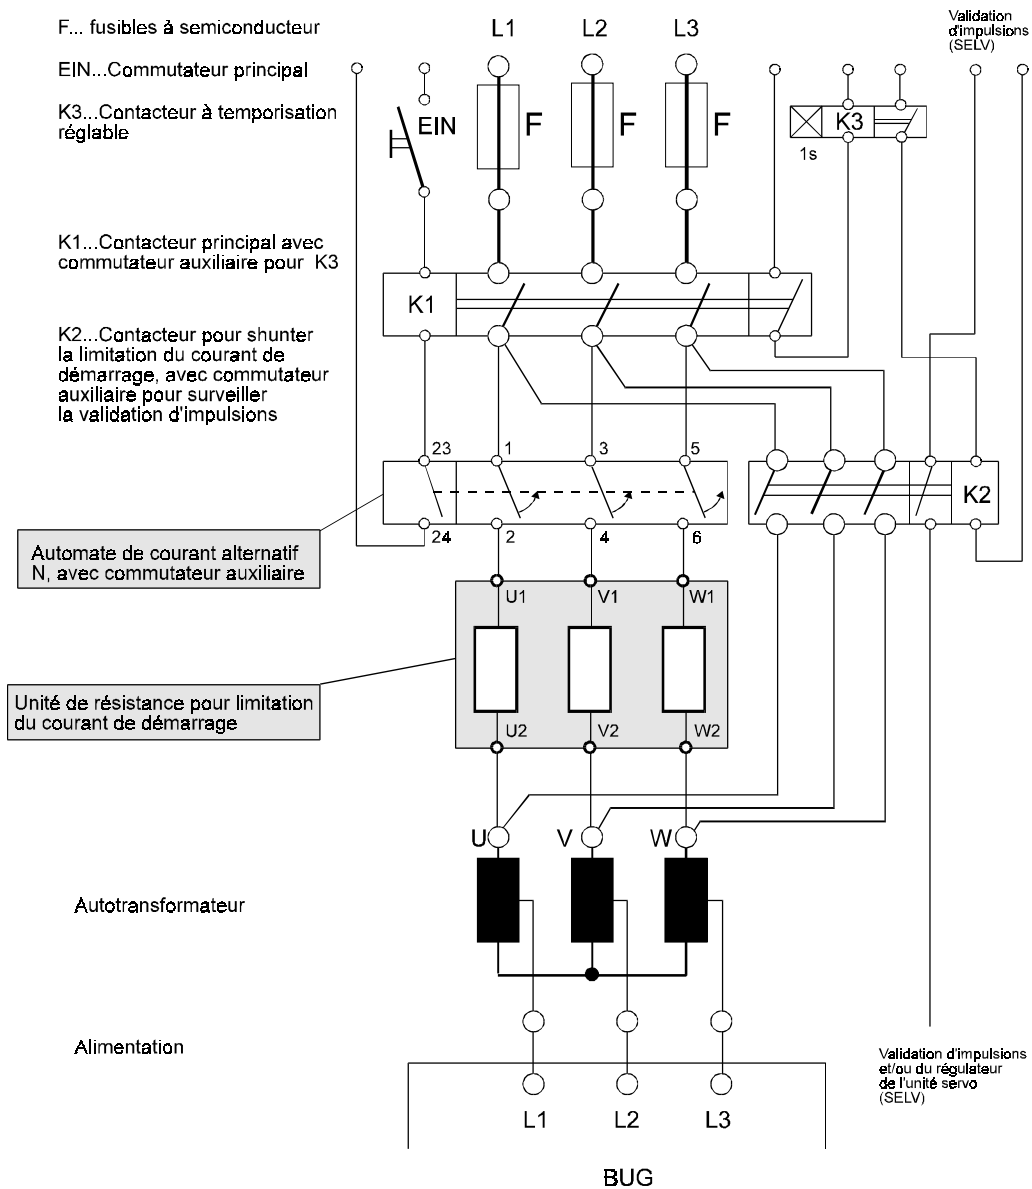 F... fusibles à semiconducteur
L1
L2
L3
Validation
d'impulsions
(SELV)
EIN...Commutateur principal
K3...Contacteur à temporisation
réglable
EIN
F
F
F
K3
1s
K1...Contacteur principal avec
commutateur auxiliaire pour K3
K1
K2...Contacteur pour shunter
la limitation du courant de
démarrage, avec commutateur
auxiliaire pour surveiller
la validation d'impulsions
23
1
3
5
K2
24
2
4
6
Automate de courant alternatif
N, avec commutateur auxiliaire
U1
V1
W1
Unité de résistance pour limitation
du courant de démarrage
U2
V2
W2
U
V
W
Autotransformateur
Alimentation
Validation d'impulsions
et/ou du régulateur
de l'unité servo
(SELV)
L1
L2
L3
BUG